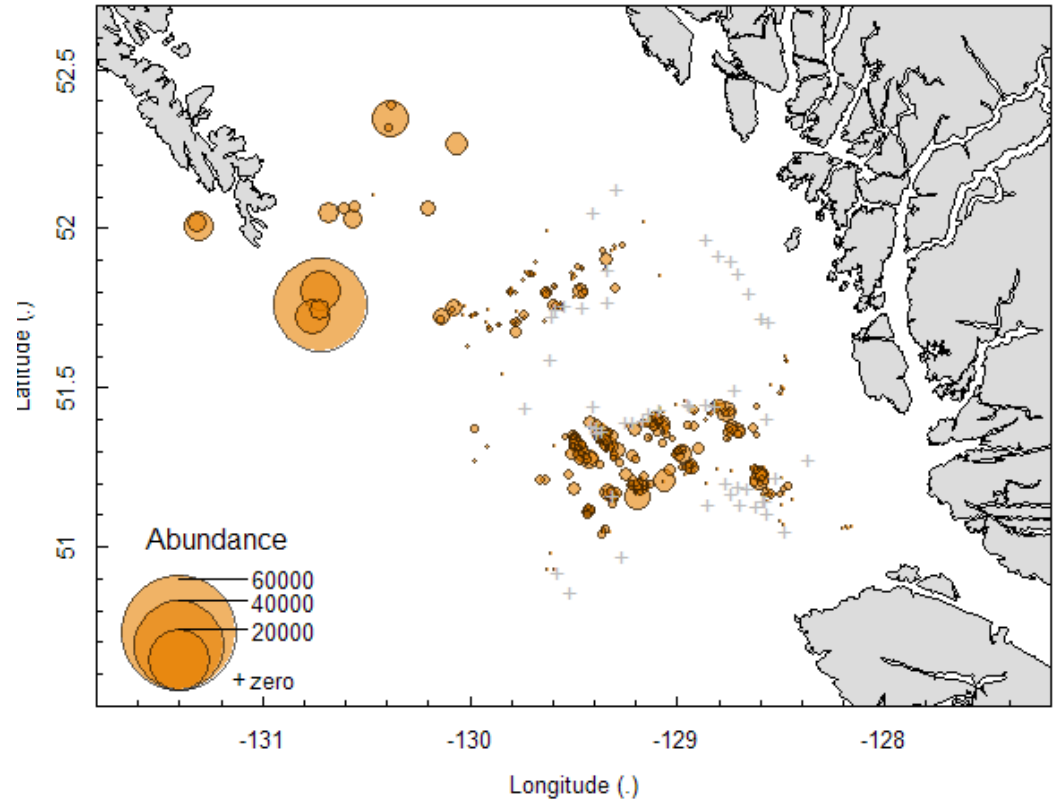 52.5
52
51.5
51
Latitude (.)
Abundance
60000
40000
20000
+ zero
-131
-130
-129
-128
Longitude (.)